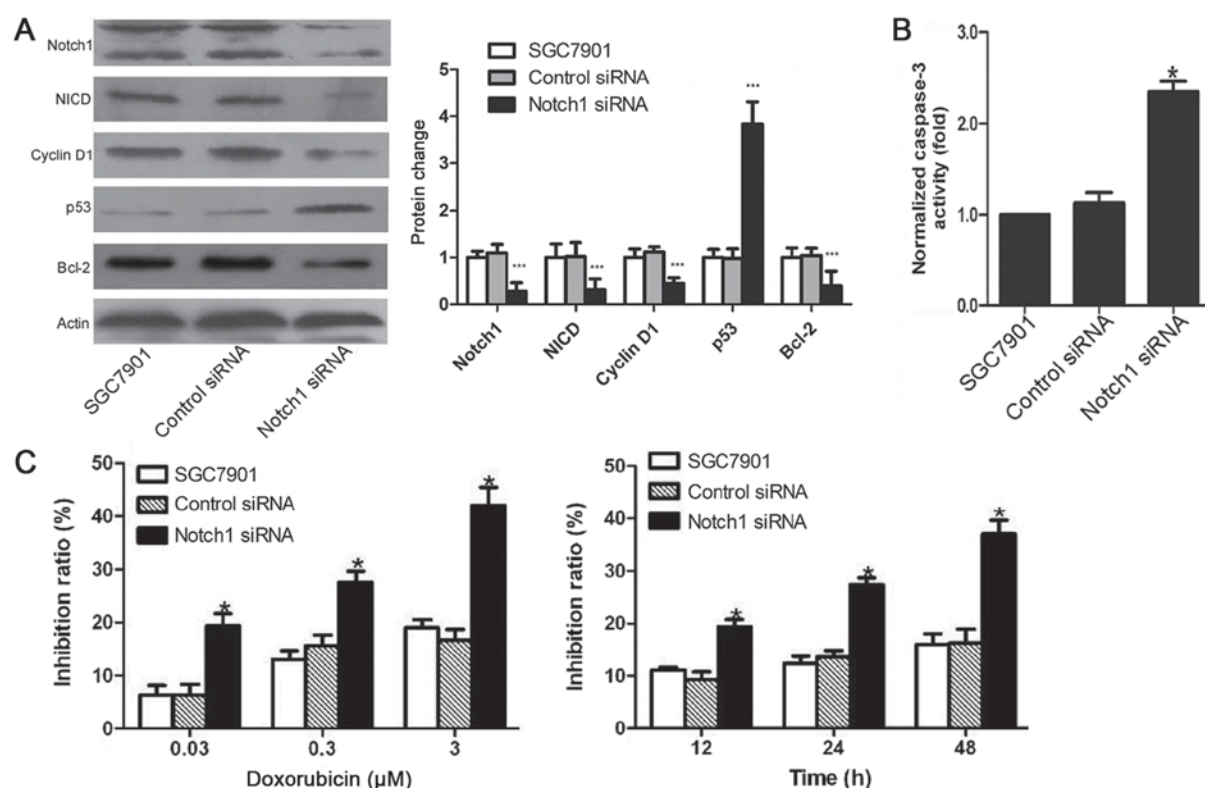 A
Notch1
NICD
Cyclin D1
p53
Bcl-2
Actin
SGC7901
Control siRNA
Notch1 siRNA
SGC7901
Control siRNA
Notch1 siRNA
Protein change
5
4
2
1
0
***
***
***
***
***
Notch1
NICD
Cyclin D1
p53
Bcl-2
B
Normalized caspase-3
activity (fold)
3.0
2.0
1.0
0.0
*
SGC7901
Control siRNA
Notch1 siRNA
C
SGC7901
Control siRNA
Notch1 siRNA
Inhibition ratio (%)
50
40
30
20
10
0
*
*
*
0.03
0.3
3
Doxorubicin (μM)
SGC7901
Control siRNA
Notch1 siRNA
Inhibition ratio (%)
50
40
30
20
10
0
*
*
*
12
24
48
Time (h)